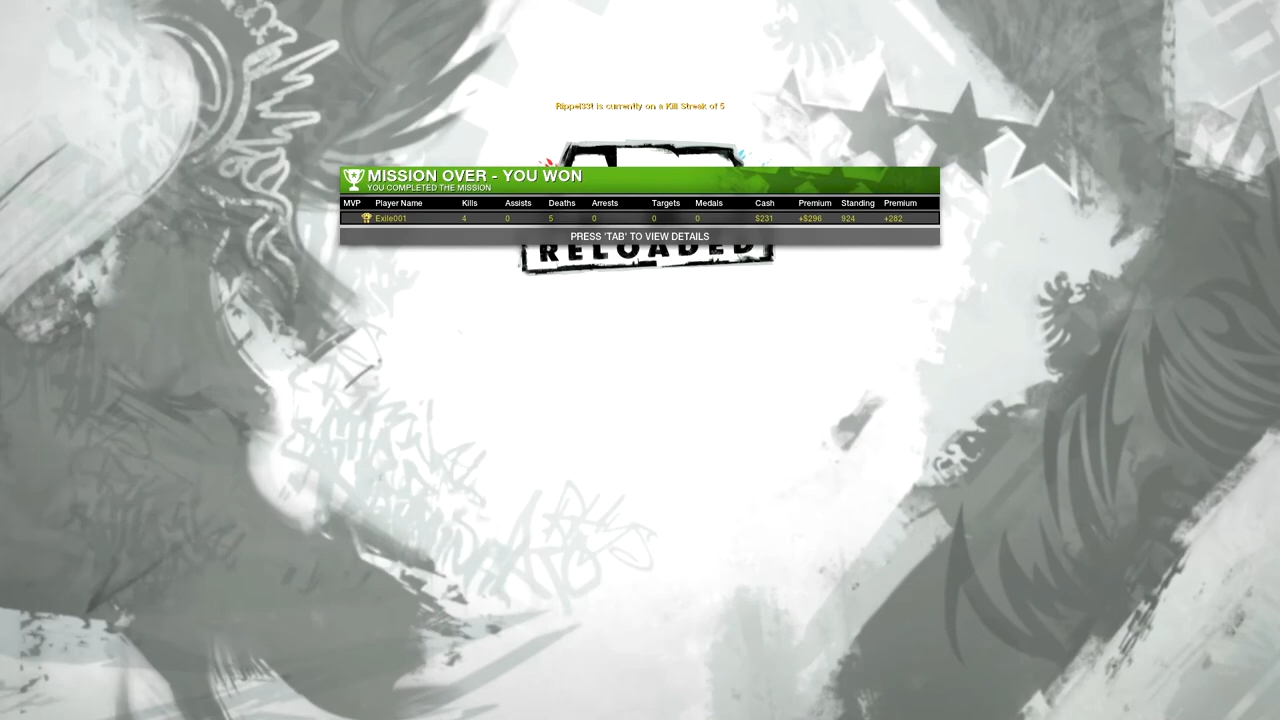 Rippel33t is currently on a Kill Streak of 5
MISSION OVER - YOU WON
YOU COMPLETED THE MISSION
MVP Player Name Kills Assists Deaths Arrests Targets Medals Cash Premium Standing Premium
Exile001 4 0 5 0 0 0 $231 +$296 924 +282
PRESS 'TAB' TO VIEW DETAILS
RELOADED